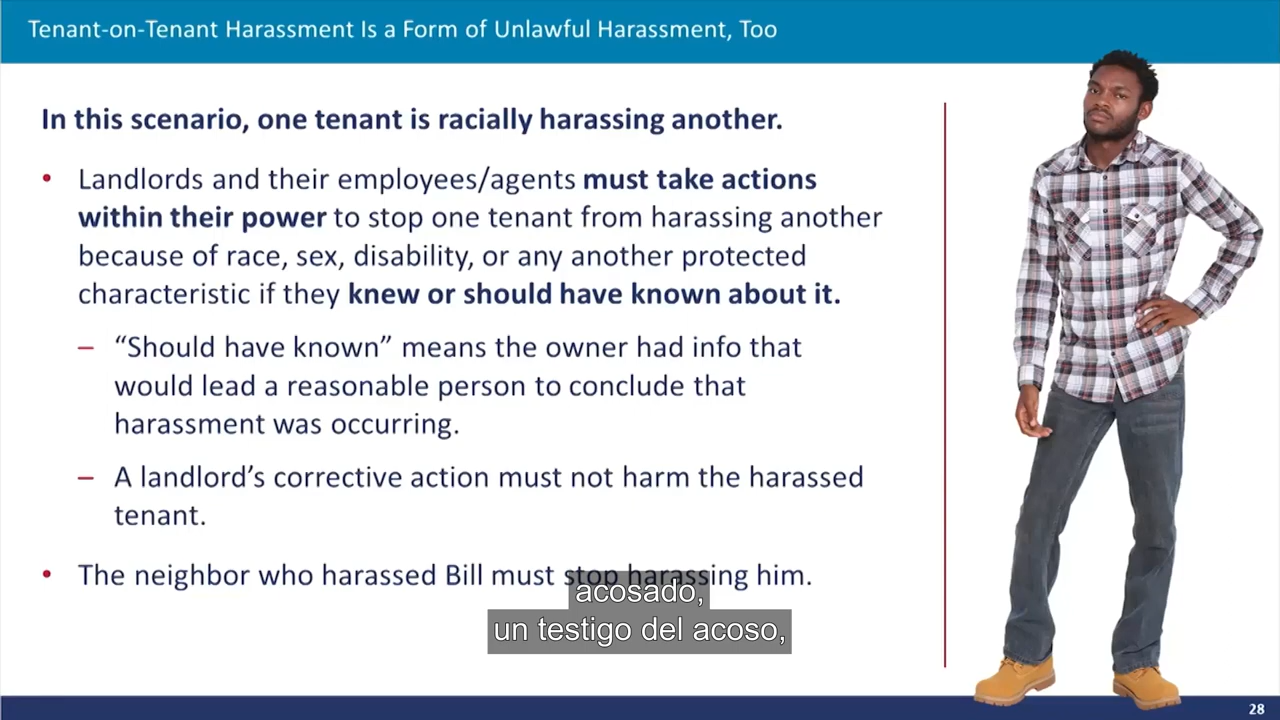 Tenant-on-Tenant Harassment Is a Form of Unlawful Harassment, Too
In this scenario, one tenant is racially harassing another.
• Landlords and their employees/agents must take actions
within their power to stop one tenant from harassing another
because of race, sex, disability, or any another protected
characteristic if they knew or should have known about it.
– “Should have known” means the owner had info that
would lead a reasonable person to conclude that
harassment was occurring.
– A landlord’s corrective action must not harm the harassed
tenant.
• The neighbor who harassed Bill must stop harassing him.
acosado,
un testigo del acoso,
28